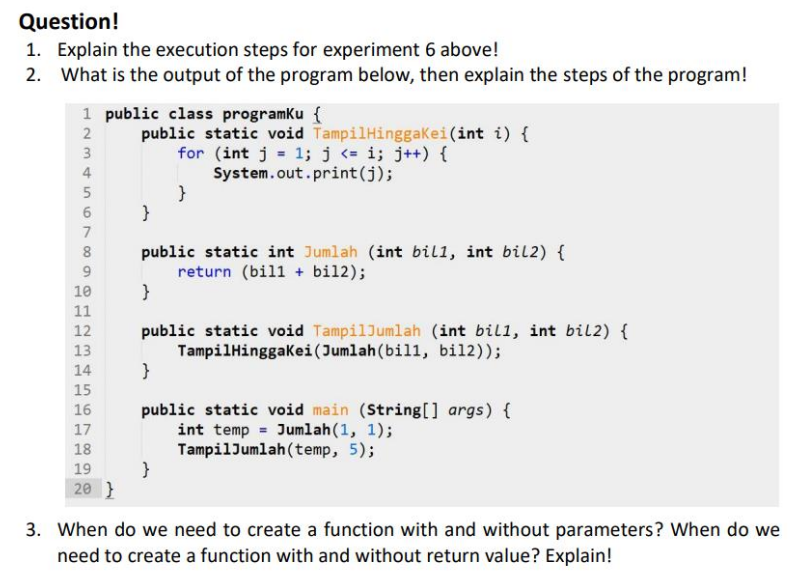 Question!
1. Explain the execution steps for experiment 6 above!
2. What is the output of the program below, then explain the steps of the program!
1 public class programKu {
2 public static void TampilHinggaKei(int i) {
3 for (int j = 1; j <= i; j++) {
4 System.out.print(j);
5 }
6 }
7
8 public static int Jumlah (int bil1, int bil2) {
9 return (bil1 + bil2);
10 }
11
12 public static void TampilJumlah (int bil1, int bil2) {
13 TampilHinggaKei(Jumlah(bil1, bil2));
14 }
15
16 public static void main (String[] args) {
17 int temp = Jumlah(1, 1);
18 TampilJumlah(temp, 5);
19 }
20 }
3. When do we need to create a function with and without parameters? When do we
need to create a function with and without return value? Explain!